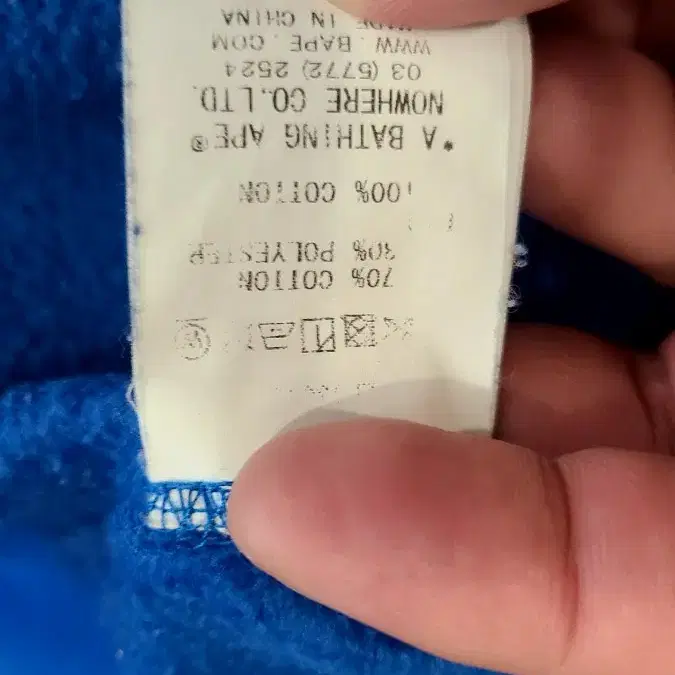 70% COTTON
30% POLYESTER
100% COTTON
* A BATHING APE®
NOWHERE CO., LTD.
03 (5772) 2524
WWW.BAPE.COM
MADE IN CHINA